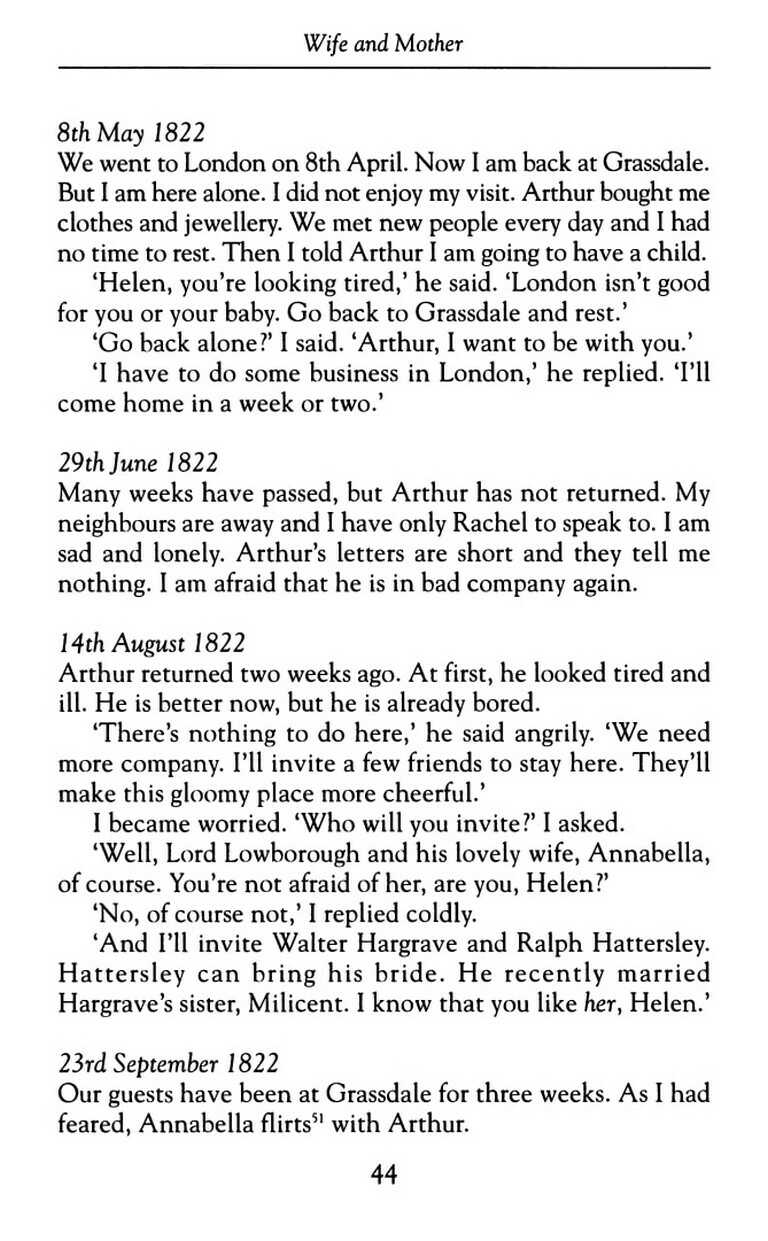 Wife and Mother
8th May 1822
We went to London on 8th April. Now I am back at Grassdale.
But I am here alone. I did not enjoy my visit. Arthur bought me
clothes and jewellery. We met new people every day and I had
no time to rest. Then I told Arthur I am going to have a child.
‘Helen, you’re looking tired,’ he said. ‘London isn’t good
for you or your baby. Go back to Grassdale and rest.’
‘Go back alone?’ I said. ‘Arthur, I want to be with you.’
‘I have to do some business in London,’ he replied. ‘I’ll
come home in a week or two.’
29th June 1822
Many weeks have passed, but Arthur has not returned. My
neighbours are away and I have only Rachel to speak to. I am
sad and lonely. Arthur’s letters are short and they tell me
nothing. I am afraid that he is in bad company again.
14th August 1822
Arthur returned two weeks ago. At first, he looked tired and
ill. He is better now, but he is already bored.
‘There’s nothing to do here,’ he said angrily. ‘We need
more company. I’ll invite a few friends to stay here. They’ll
make this gloomy place more cheerful.’
I became worried. ‘Who will you invite?’ I asked.
‘Well, Lord Lowborough and his lovely wife, Annabella,
of course. You’re not afraid of her, are you, Helen?’
‘No, of course not,’ I replied coldly.
‘And I’ll invite Walter Hargrave and Ralph Hattersley.
Hattersley can bring his bride. He recently married
Hargrave’s sister, Milicent. I know that you like her, Helen.’
23rd September 1822
Our guests have been at Grassdale for three weeks. As I had
feared, Annabella flirts⁵¹ with Arthur.
44